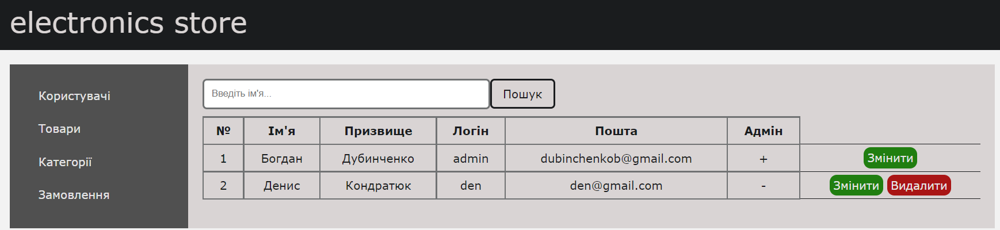 electronics store
Користувачі
Товари
Категорії
Замовлення
Введіть ім'я... Пошук
№ Ім'я Призвище Логін Пошта Адмін
1 Богдан Дубинченко admin dubinchenkob@gmail.com + Змінити
2 Денис Кондратюк den den@gmail.com - Змінити Видалити